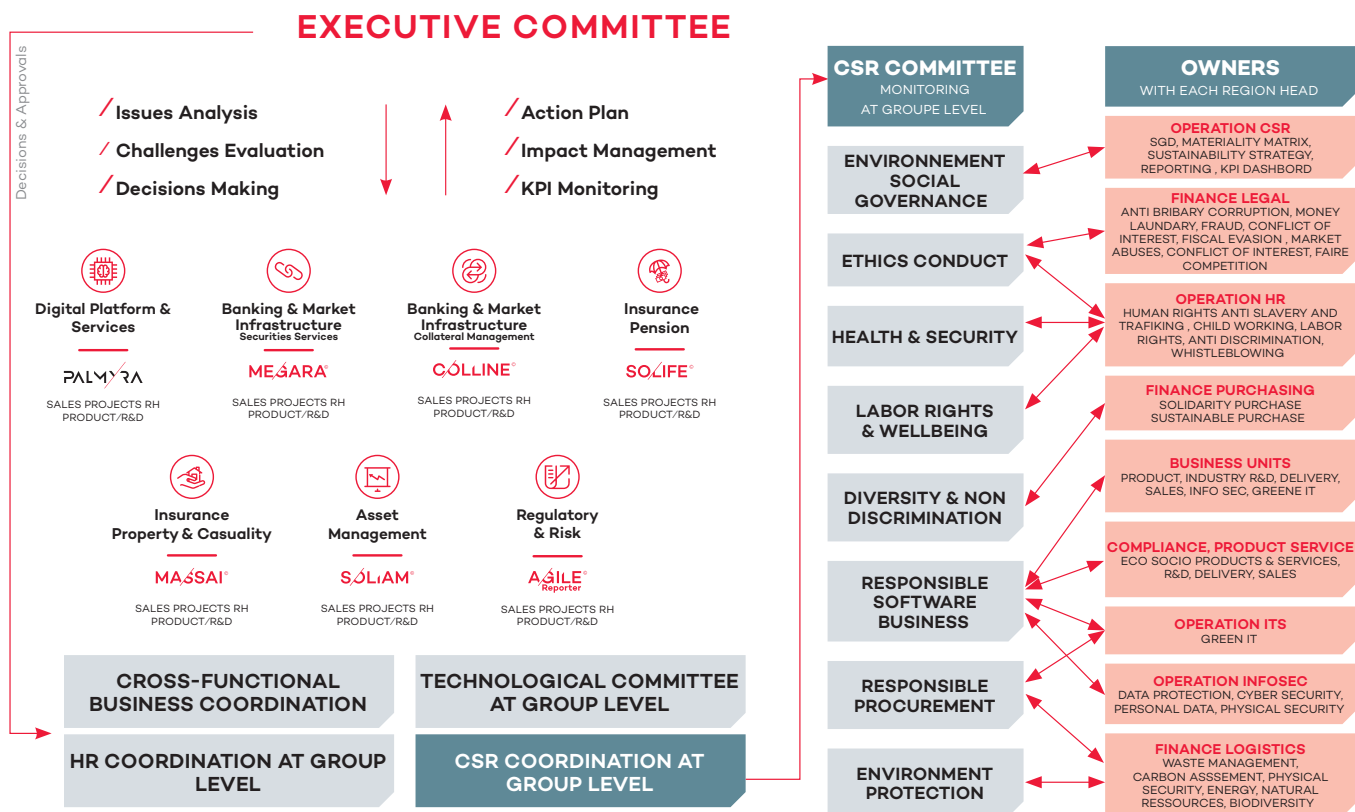 EXECUTIVE COMMITTEE
Decisions & Approvals
Issues Analysis
Challenges Evaluation
Decisions Making
Action Plan
Impact Management
KPI Monitoring
Digital Platform &
Services
PALMYRA
SALES PROJECTS RH
PRODUCT/R&D
Banking & Market
Infrastructure
Securities Services
MEGARA©
SALES PROJECTS RH
PRODUCT/R&D
Banking & Market
Infrastructure
Collateral Management
COLLINE©
SALES PROJECTS RH
PRODUCT/R&D
Insurance
Pension
SOLIFE©
SALES PROJECTS RH
PRODUCT/R&D
Insurance
Property & Casuality
MASSAI©
SALES PROJECTS RH
PRODUCT/R&D
Asset
Management
SOLIAM©
SALES PROJECTS RH
PRODUCT/R&D
Regulatory
& Risk
AGILE©
Reporter
SALES PROJECTS RH
PRODUCT/R&D
CROSS-FUNCTIONAL
BUSINESS COORDINATION
TECHNOLOGICAL COMMITTEE
AT GROUP LEVEL
HR COORDINATION AT GROUP
LEVEL
CSR COORDINATION AT
GROUP LEVEL
CSR COMMITTEE
MONITORING
AT GROUPE LEVEL
ENVIRONNEMENT
SOCIAL
GOVERNANCE
ETHICS CONDUCT
HEALTH & SECURITY
LABOR RIGHTS
& WELLBEING
DIVERSITY & NON
DISCRIMINATION
RESPONSIBLE
SOFTWARE
BUSINESS
RESPONSIBLE
PROCUREMENT
ENVIRONMENT
PROTECTION
OWNERS
WITH EACH REGION HEAD
OPERATION CSR
SGD, MATERIALITY MATRIX,
SUSTAINABILITY STRATEGY,
REPORTING , KPI DASHBORD
FINANCE LEGAL
ANTI BRIBARY CORRUPTION, MONEY
LAUNDARY, FRAUD, CONFLICT OF
INTEREST, FISCAL EVASION , MARKET
ABUSES, CONFLICT OF INTEREST, FAIRE
COMPETITION
OPERATION HR
HUMAN RIGHTS ANTI SLAVERY AND
TRAFIKING , CHILD WORKING, LABOR
RIGHTS, ANTI DISCRIMINATION,
WHISTLEBLOWING
FINANCE PURCHASING
SOLIDARITY PURCHASE
SUSTAINABLE PURCHASE
BUSINESS UNITS
PRODUCT, INDUSTRY R&D, DELIVERY,
SALES, INFO SEC, GREENE IT
COMPLIANCE, PRODUCT SERVICE
ECO SOCIO PRODUCTS & SERVICES,
R&D, DELIVERY, SALES
OPERATION ITS
GREEN IT
OPERATION INFOSEC
DATA PROTECTION, CYBER SECURITY,
PERSONAL DATA, PHYSICAL SECURITY
FINANCE LOGISTICS
WASTE MANAGEMENT,
CARBON ASSSEMENT, PHYSICAL
SECURITY, ENERGY, NATURAL
RESSOURCES, BIODIVERSITY